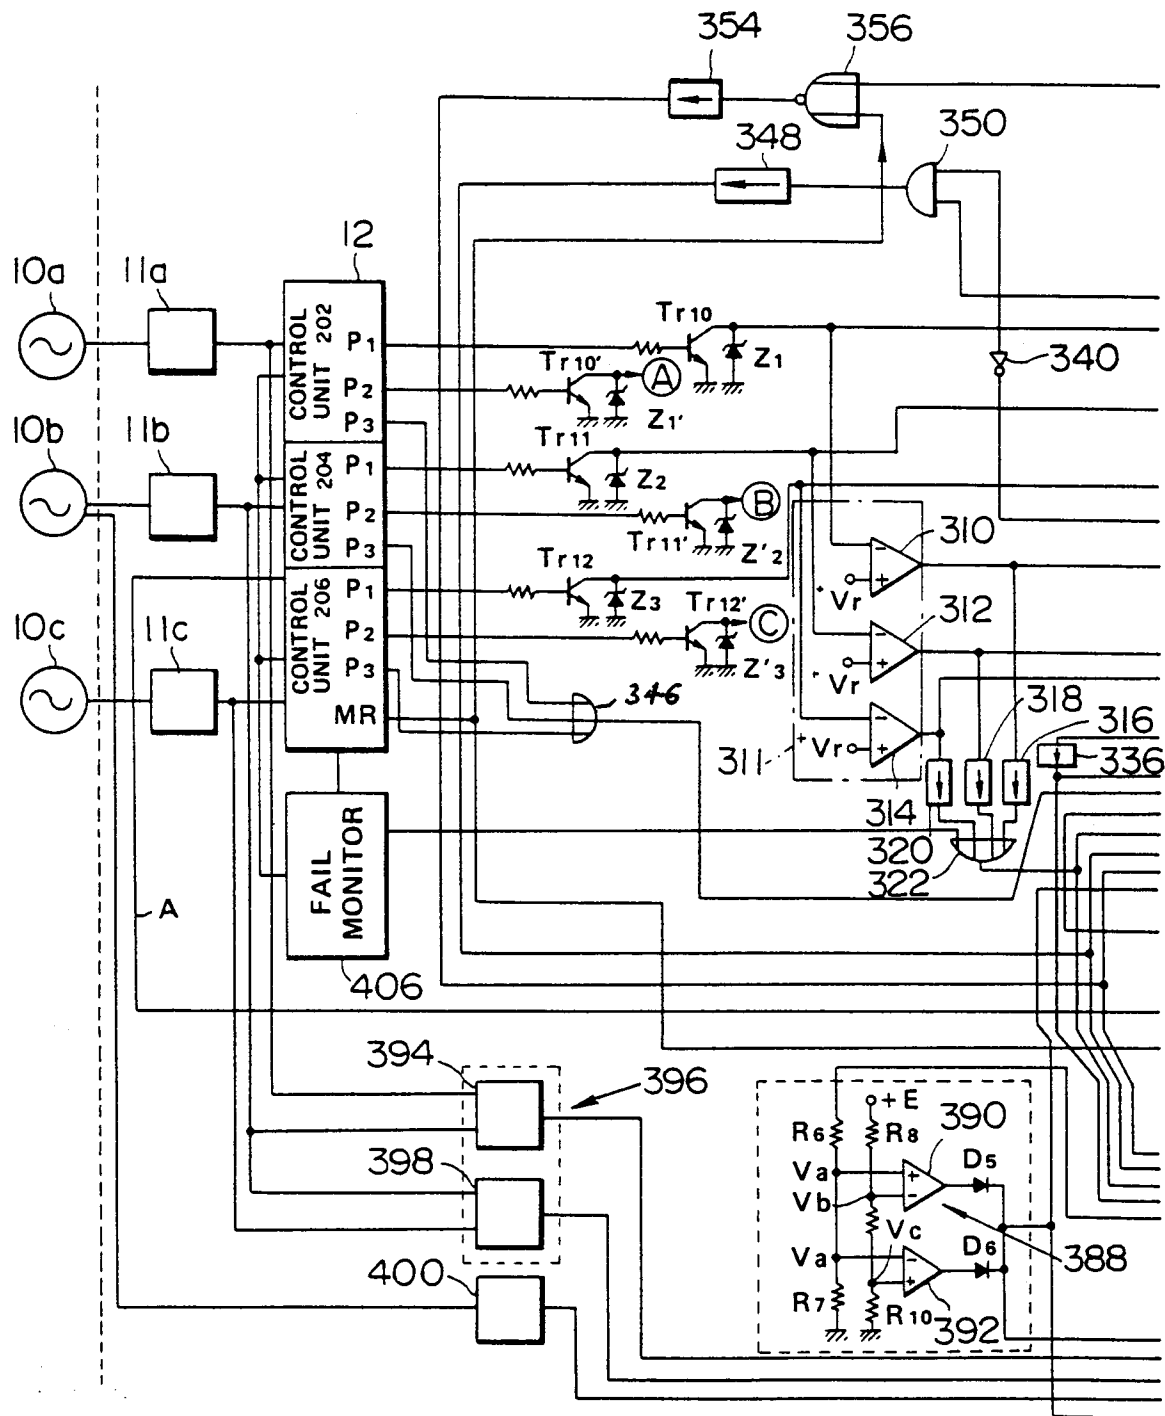 354
356
348
350
12
10a
11a
CONTROL UNIT 202
P1
P2
P3
Tr10
Z1
Tr10'
A
Z1'
340
10b
11b
CONTROL UNIT 204
P1
P2
P3
Tr11
Z2
B
Tr11'
Z'2
310
Vr
10c
11c
CONTROL UNIT 206
P1
P2
P3
MR
Tr12
Z3
Tr12'
C
Z'3
312
Vr
346
318
316
311
Vr
336
314
320
322
FAIL MONITOR
A
406
394
396
398
400
+E
R6
R8
390
Va
D5
Vb
Vc
388
Va
D6
R7
R10
392